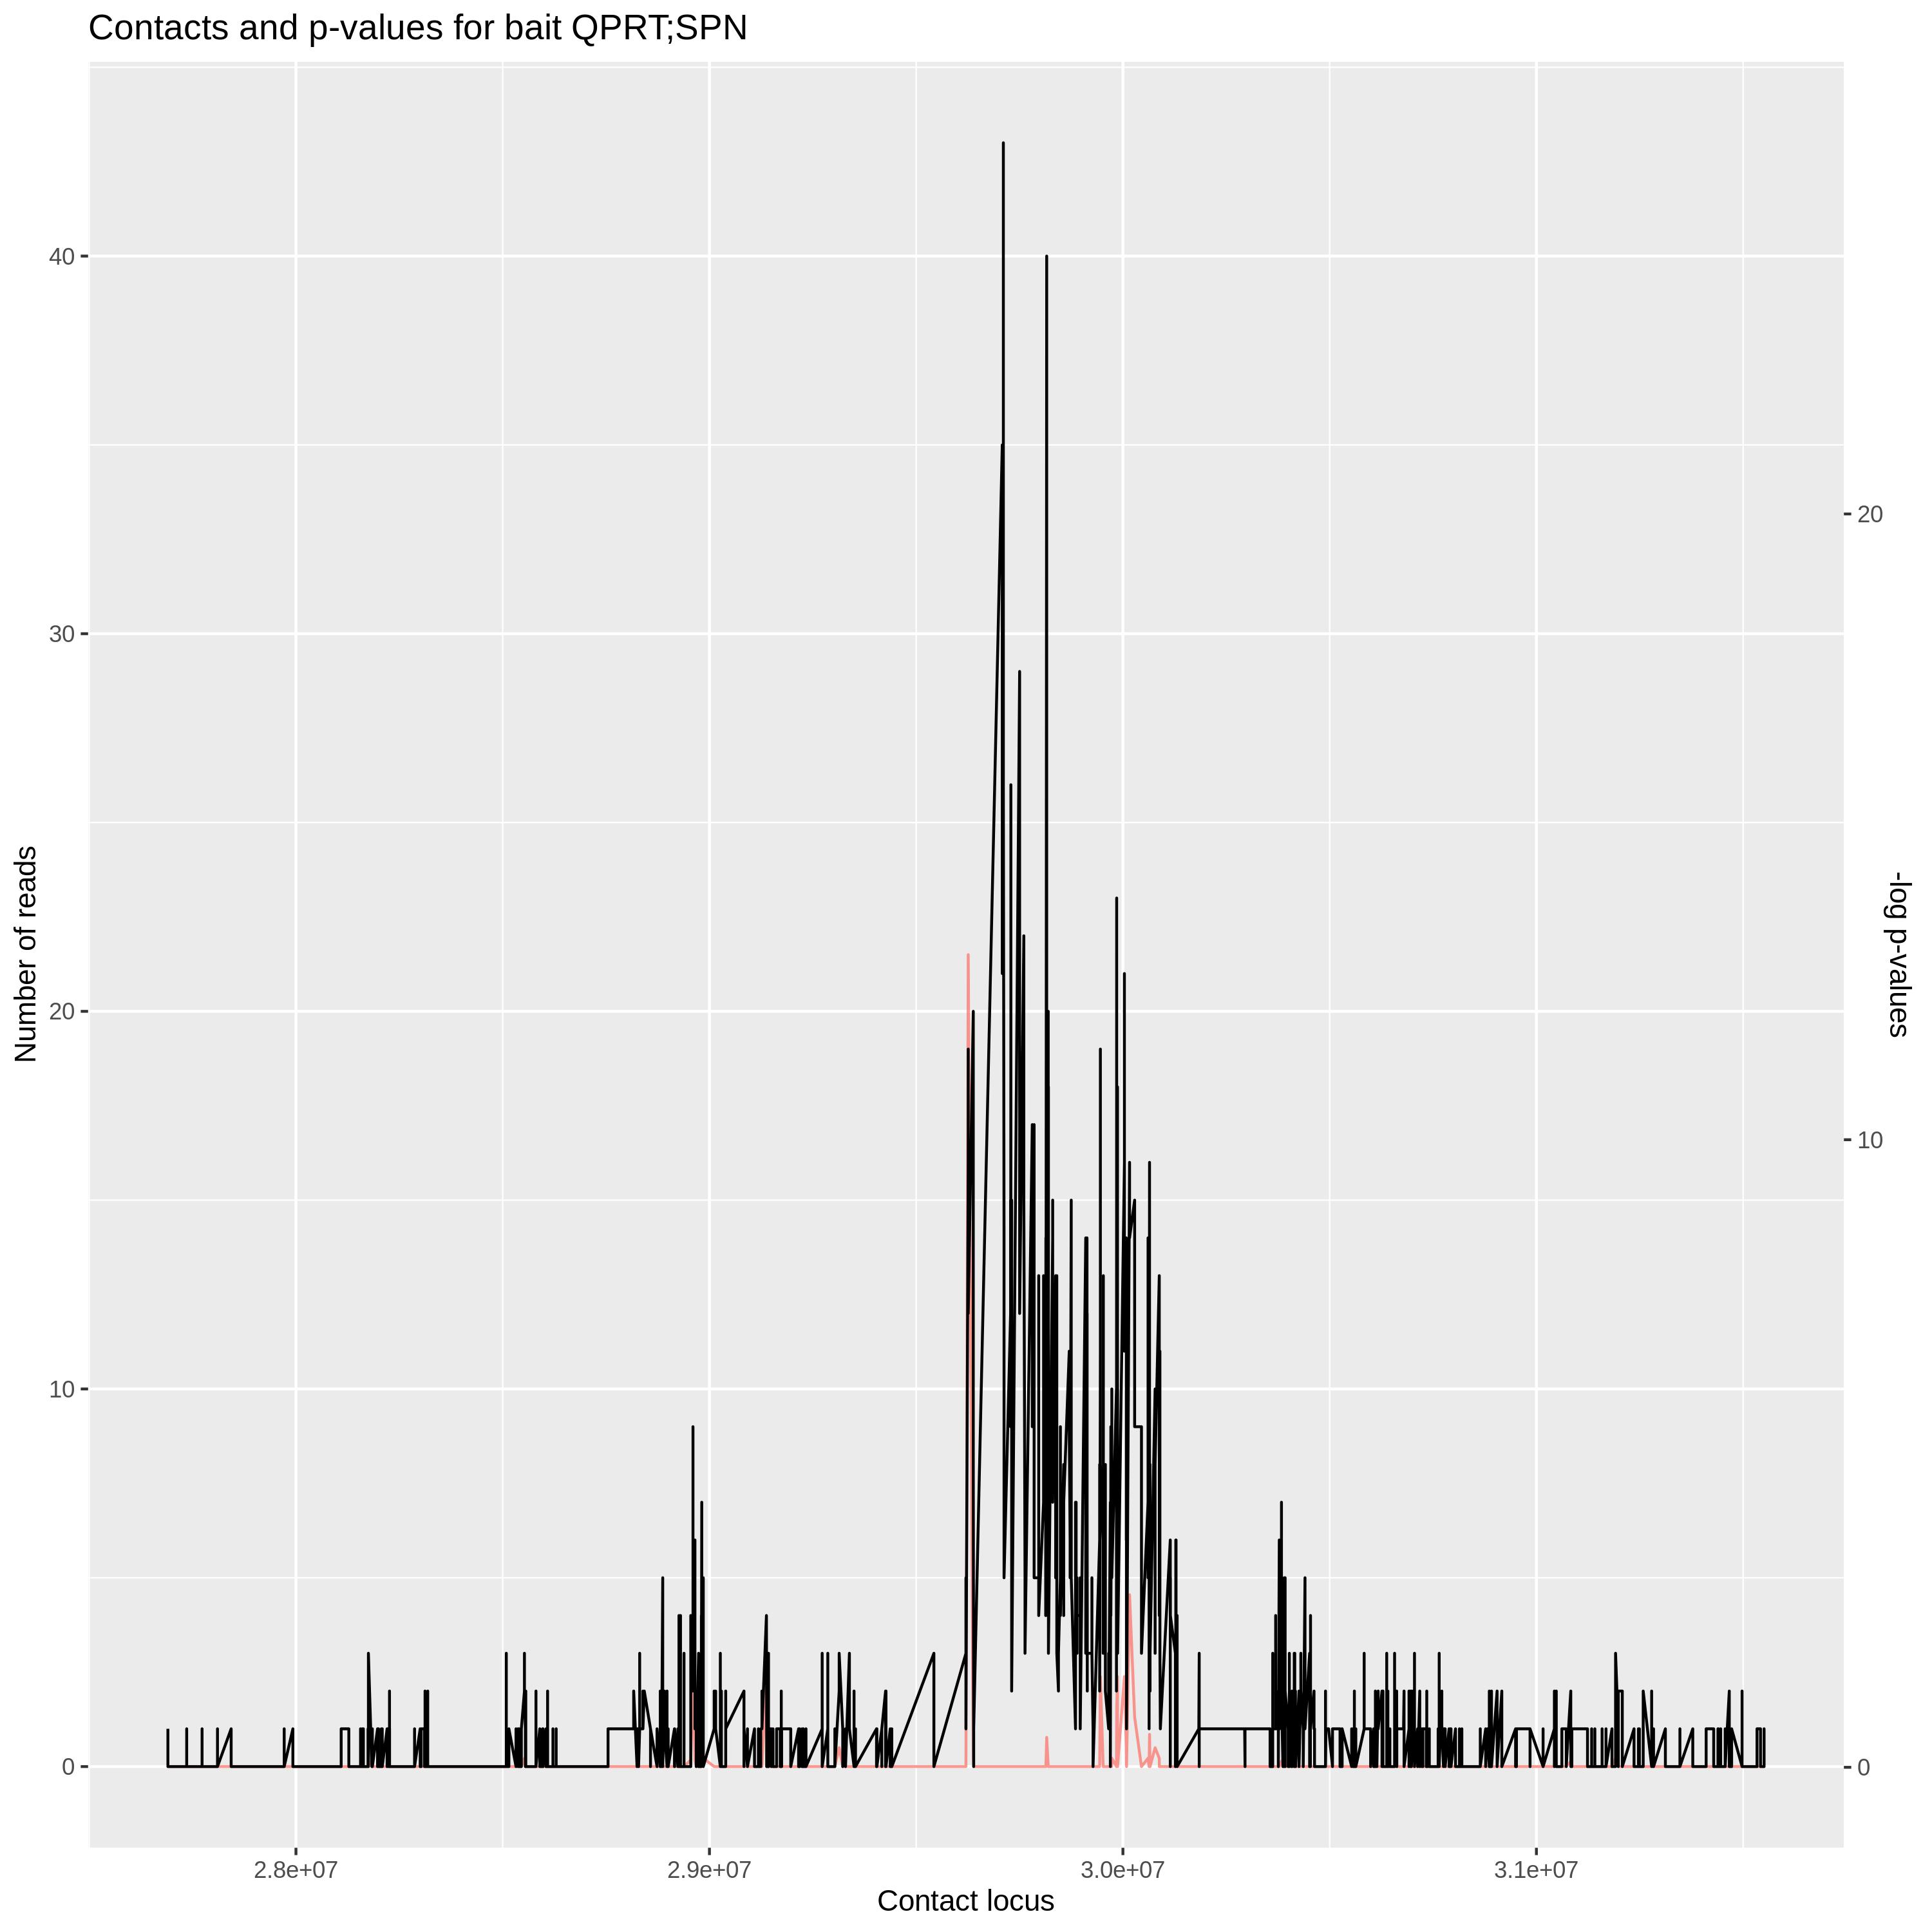 Contacts and p-values for bait QPRT;SPN
Number of reads
40
30
20
10
0
20
10
0
-log p-values
2.8e+07
2.9e+07
3.0e+07
3.1e+07
Contact locus